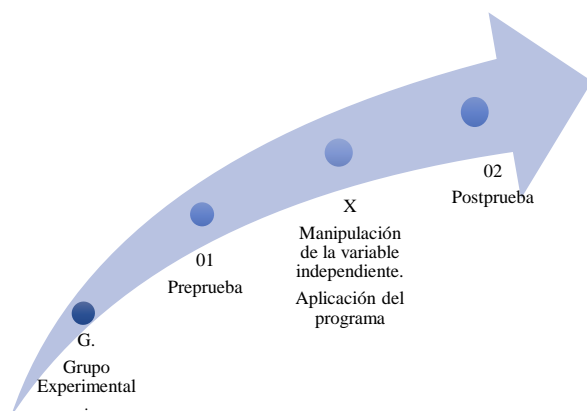 G.
Grupo
Experimental
.
01
Preprueba
X
Manipulación
de la variable
independiente.
Aplicación del
programa
02
Postprueba